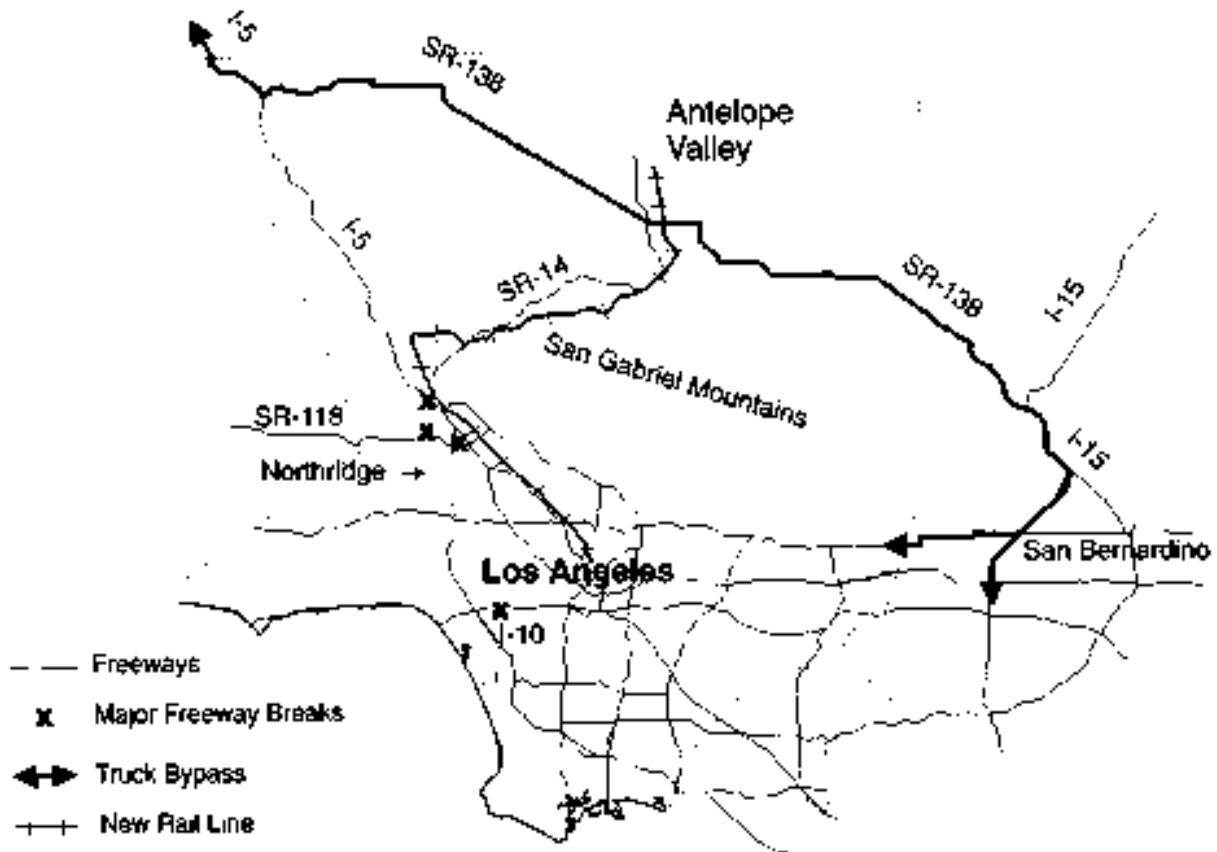 I-5
SR-138
Antelope
Valley
I-5
SR-14
SR-138
I-15
San Gabriel Mountains
SR-118
I-15
Northridge →
San Bernardino
Los Angeles
I-10
Freeways
x Major Freeway Breaks
Truck Bypass
New Rail Line